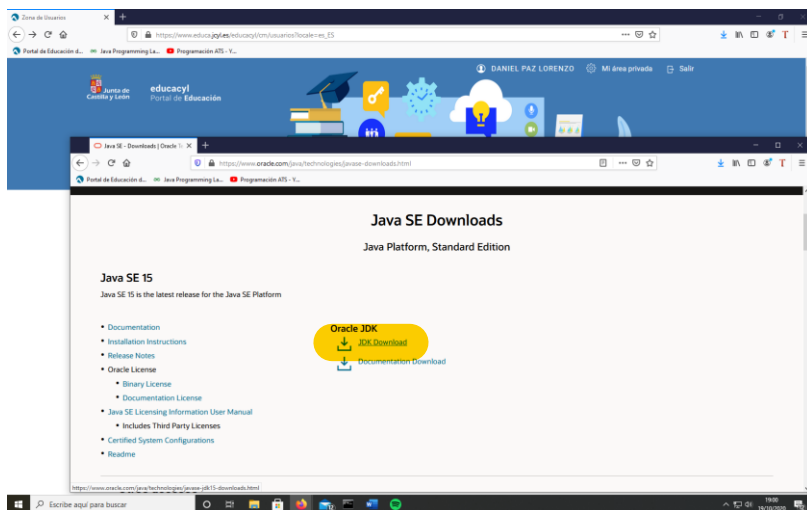 Zona de Usuarios
https://www.educa.jcyl.es/educacyl/cm/usuarios?locale=es_ES
Portal de Educación d... Java Programming La... Programación ATS - Y...
DANIEL PAZ LORENZO Mi área privada Salir
Junta de
Castilla y León
educacyl
Portal de Educación
Java SE - Downloads | Oracle
https://www.oracle.com/java/technologies/javase-downloads.html
Portal de Educación d... Java Programming La... Programación ATS - Y...
Java SE Downloads
Java Platform, Standard Edition
Java SE 15
Java SE 15 is the latest release for the Java SE Platform
Documentation
Installation Instructions
Release Notes
Oracle License
Binary License
Documentation License
Java SE Licensing Information User Manual
Includes Third Party Licenses
Certified System Configurations
Readme
Oracle JDK
JDK Download
Documentation Download
https://www.oracle.com/java/technologies/javase-jdk15-downloads.html
Escribe aquí para buscar
19:00
19/10/2020